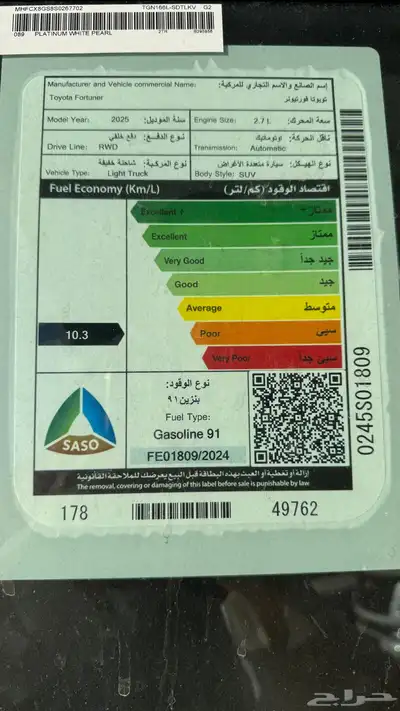 MHFCX8GS8S0267702 TGN166L-SDTLKV G2
089 PLATINUM WHITE PEARL
Manufacturer and Vehicle commercial Name: إسم الصانع والاسم التجاري للمركبة:
Toyota Fortuner تويوتا فورتيونر
Model Year: 2025 سنة الموديل: Engine Size: 2.7 L سعة المحرك:
نوع الدفع: دفع خلفي ناقل الحركة: أوتوماتيك
Drive Line: RWD Transmission: Automatic
نوع المركبة: شاحنة خفيفة نوع الهيكل: سيارة متعددة الأغراض
Vehicle Type: Light Truck Body Style: SUV
Fuel Economy (Km/L) اقتصاد الوقود (كم/لتر)
Excellent + ممتاز +
Excellent ممتاز
Very Good جيد جداً
Good جيد
Average متوسط
10.3 Poor سيئ
Very Poor سيئ جداً
نوع الوقود:
بنزين ٩١
Fuel Type:
Gasoline 91
SASO
FE01809/2024
0245S01809
إزالة أو تغطية أو العبث بهذه البطاقة قبل البيع يعرضك للملاحقة القانونية
The removal, covering or damaging of this label before sale is punishable by law
178 49762
حراج